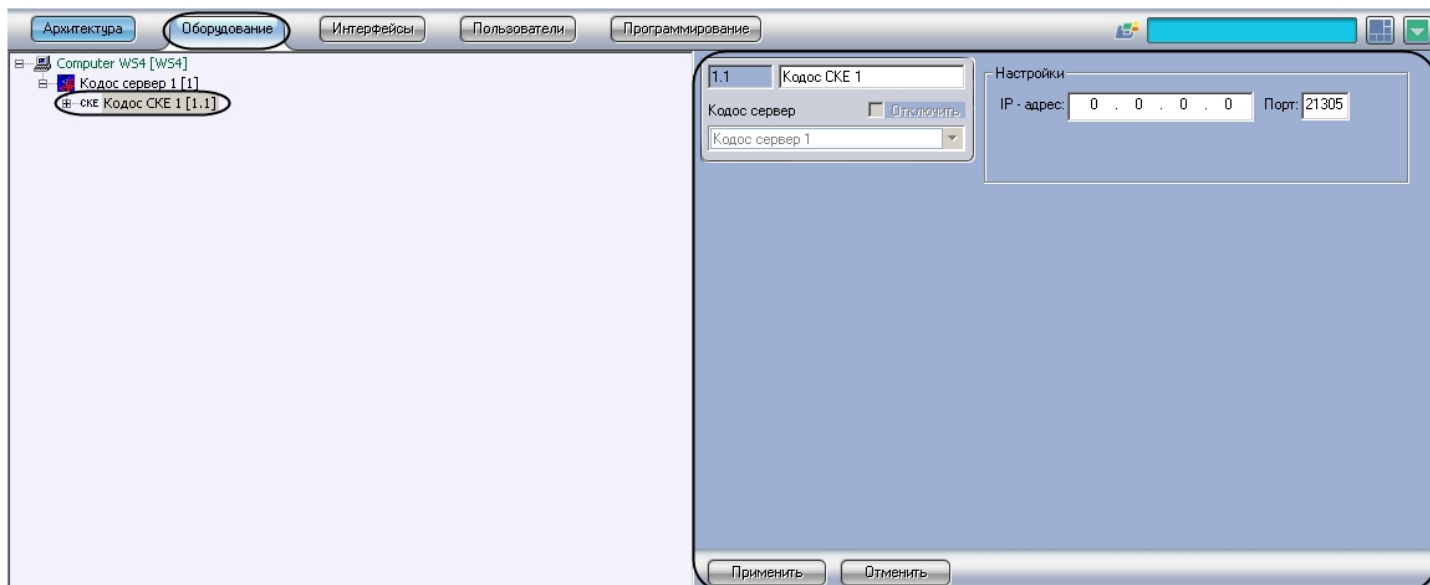 Архитектура Оборудование Интерфейсы Пользователи Программирование
Computer WS4 [WS4]
Кодос сервер 1 [1]
СКЕ Кодос СКЕ 1 [1.1]
1.1 Кодос СКЕ 1
Кодос сервер Отключить
Кодос сервер 1
Настройки
IP - адрес: 0 . 0 . 0 . 0 Порт: 21305
Применить Отменить